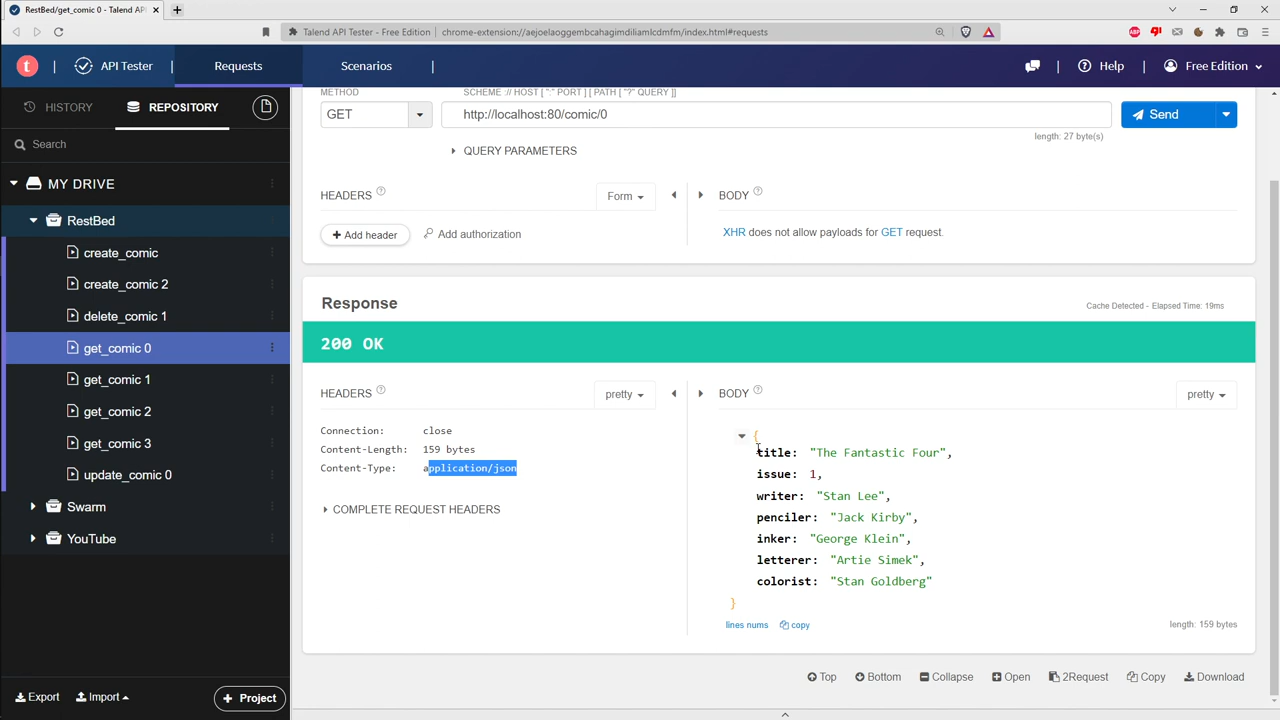 RestBed/get_comic 0 - Talend API
Talend API Tester - Free Edition
chrome-extension://aejoelaoggembcahagimdiliamlcdmfm/index.html#requests
API Tester
Requests
Scenarios
Help
Free Edition
HISTORY
REPOSITORY
Search
MY DRIVE
RestBed
create_comic
create_comic 2
delete_comic 1
get_comic 0
get_comic 1
get_comic 2
get_comic 3
update_comic 0
Swarm
YouTube
Export
Import
+ Project
METHOD
SCHEME :// HOST [ ":" PORT ] [ PATH [ "?" QUERY ]]
GET
http://localhost:80/comic/0
Send
length: 27 byte(s)
QUERY PARAMETERS
HEADERS ?
Form
BODY ?
+ Add header
Add authorization
XHR does not allow payloads for GET request.
Response
Cache Detected - Elapsed Time: 19ms
200 OK
HEADERS ?
pretty
BODY ?
pretty
Connection: close
Content-Length: 159 bytes
Content-Type: application/json
COMPLETE REQUEST HEADERS
{
title: "The Fantastic Four",
issue: 1,
writer: "Stan Lee",
penciler: "Jack Kirby",
inker: "George Klein",
letterer: "Artie Simek",
colorist: "Stan Goldberg"
}
lines nums
copy
length: 159 bytes
Top
Bottom
Collapse
Open
2Request
Copy
Download